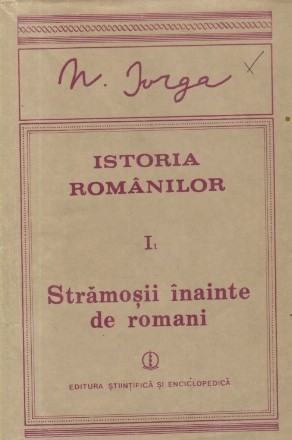 N. Iorga
ISTORIA
ROMÂNILOR
I₁
Strămoșii înainte
de romani
EDITURA ȘTIINȚIFICĂ ȘI ENCICLOPEDICĂ